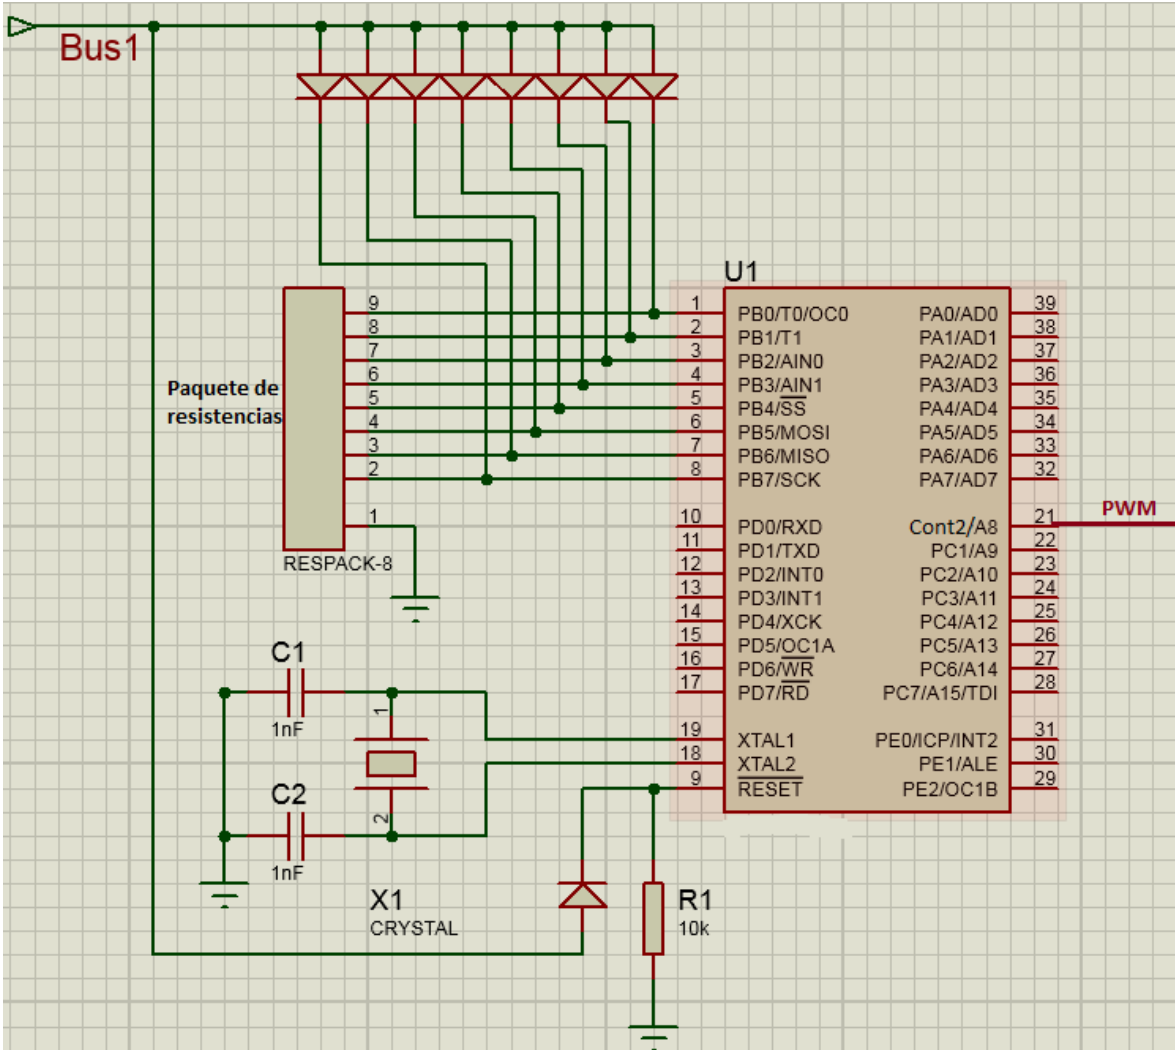 Bus1
U1
Paquete de
resistencias
9
8
7
6
5
4
3
2
1
RESPACK-8
1
2
3
4
5
6
7
8
10
11
12
13
14
15
16
17
19
18
9
PB0/T0/OC0
PB1/T1
PB2/AIN0
PB3/AIN1
PB4/SS
PB5/MOSI
PB6/MISO
PB7/SCK
PD0/RXD
PD1/TXD
PD2/INT0
PD3/INT1
PD4/XCK
PD5/OC1A
PD6/WR
PD7/RD
XTAL1
XTAL2
RESET
PA0/AD0
PA1/AD1
PA2/AD2
PA3/AD3
PA4/AD4
PA5/AD5
PA6/AD6
PA7/AD7
Cont2/A8
PC1/A9
PC2/A10
PC3/A11
PC4/A12
PC5/A13
PC6/A14
PC7/A15/TDI
PE0/ICP/INT2
PE1/ALE
PE2/OC1B
39
38
37
36
35
34
33
32
21
22
23
24
25
26
27
28
31
30
29
PWM
C1
1nF
1
C2
1nF
2
X1
CRYSTAL
R1
10k